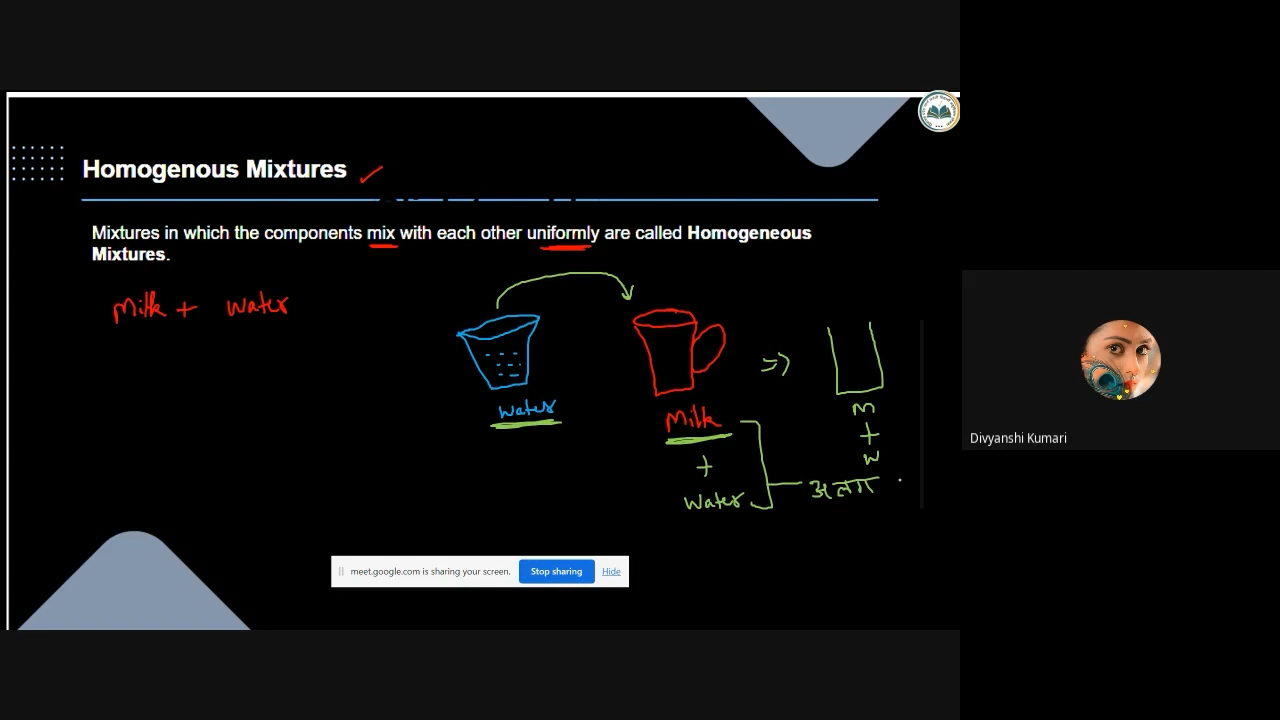 Homogenous Mixtures
Mixtures in which the components mix with each other uniformly are called Homogeneous
Mixtures.
Milk + water
water
Milk
+
water
M
+
W
अलग
meet.google.com is sharing your screen. Stop sharing Hide
Divyanshi Kumari